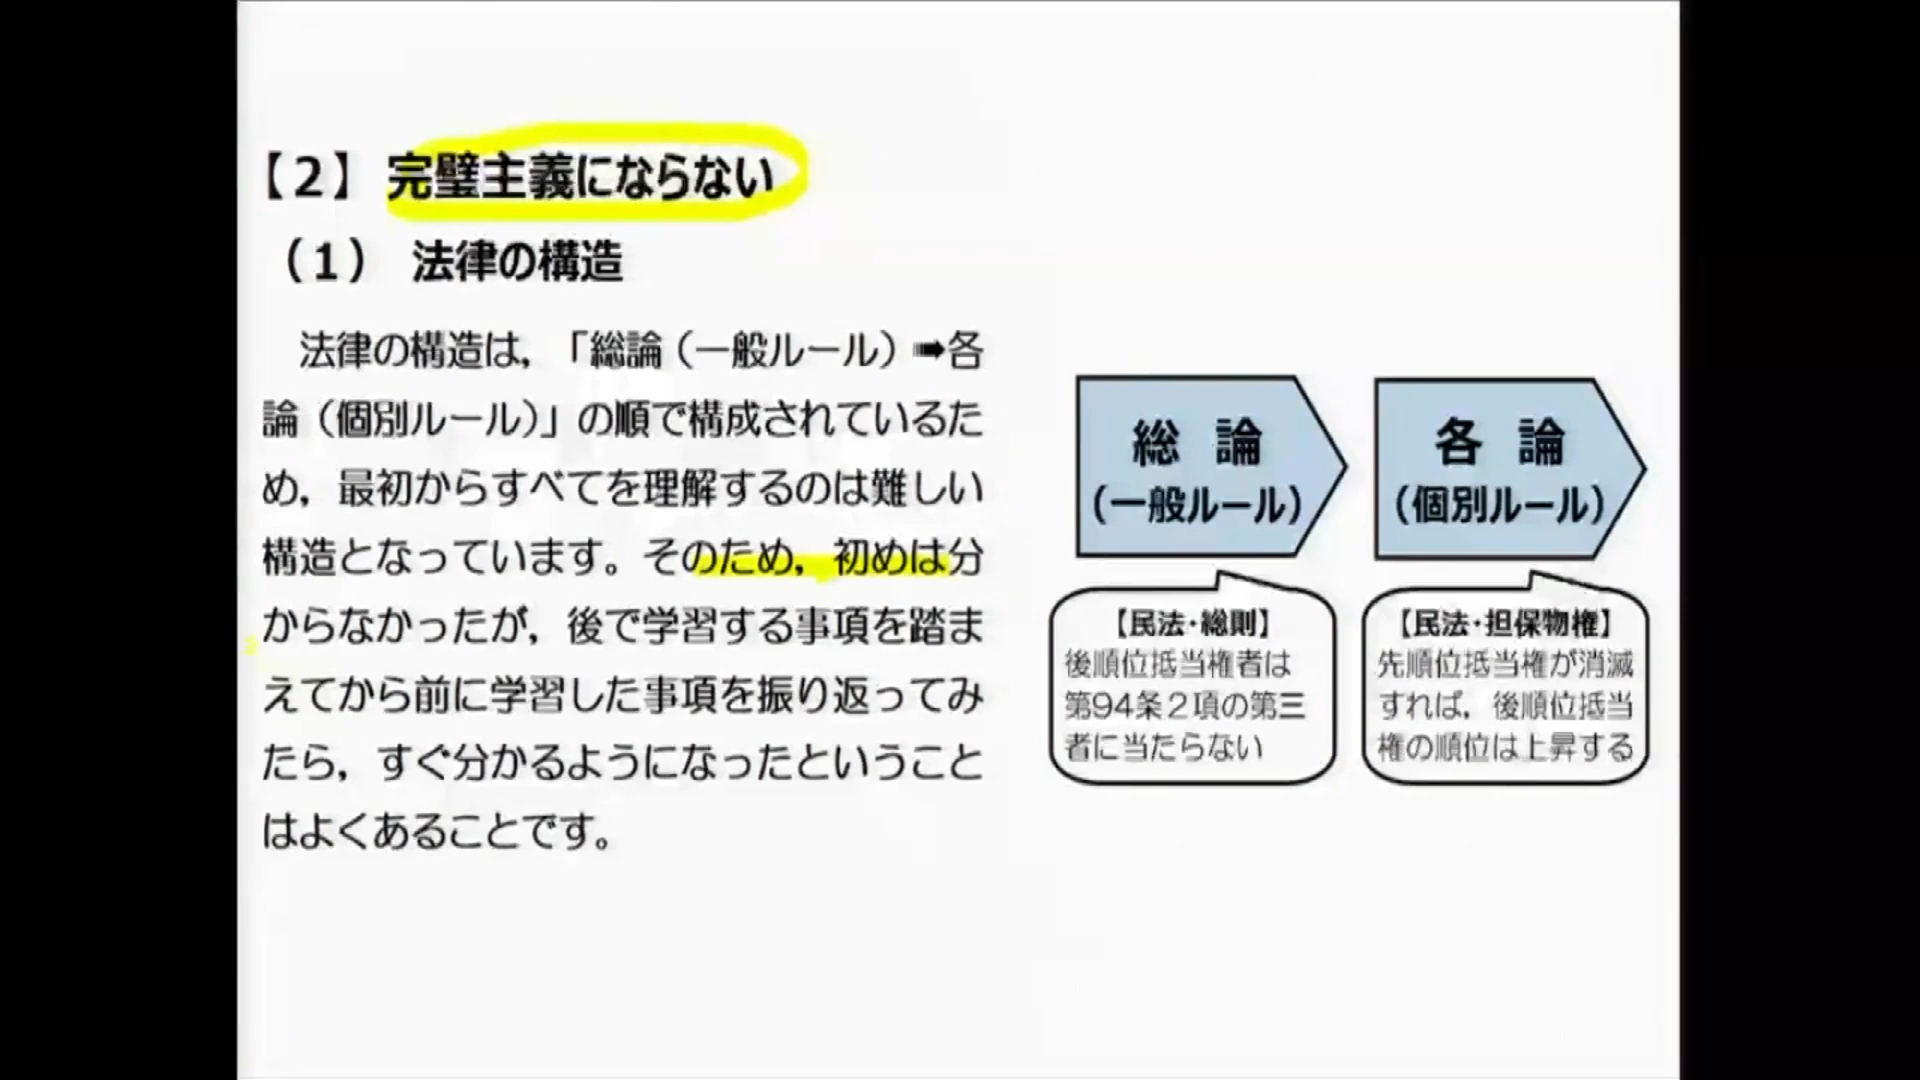 【2】 完璧主義にならない
（1） 法律の構造
法律の構造は，「総論（一般ルール）➡各
論（個別ルール）」の順で構成されているた
め，最初からすべてを理解するのは難しい
構造となっています。そのため，初めは分
からなかったが，後で学習する事項を踏ま
えてから前に学習した事項を振り返ってみ
たら，すぐ分かるようになったということ
はよくあることです。
総 論
（一般ルール）
【民法・総則】
後順位抵当権者は
第94条２項の第三
者に当たらない
各 論
（個別ルール）
【民法・担保物権】
先順位抵当権が消滅
すれば，後順位抵当
権の順位は上昇する